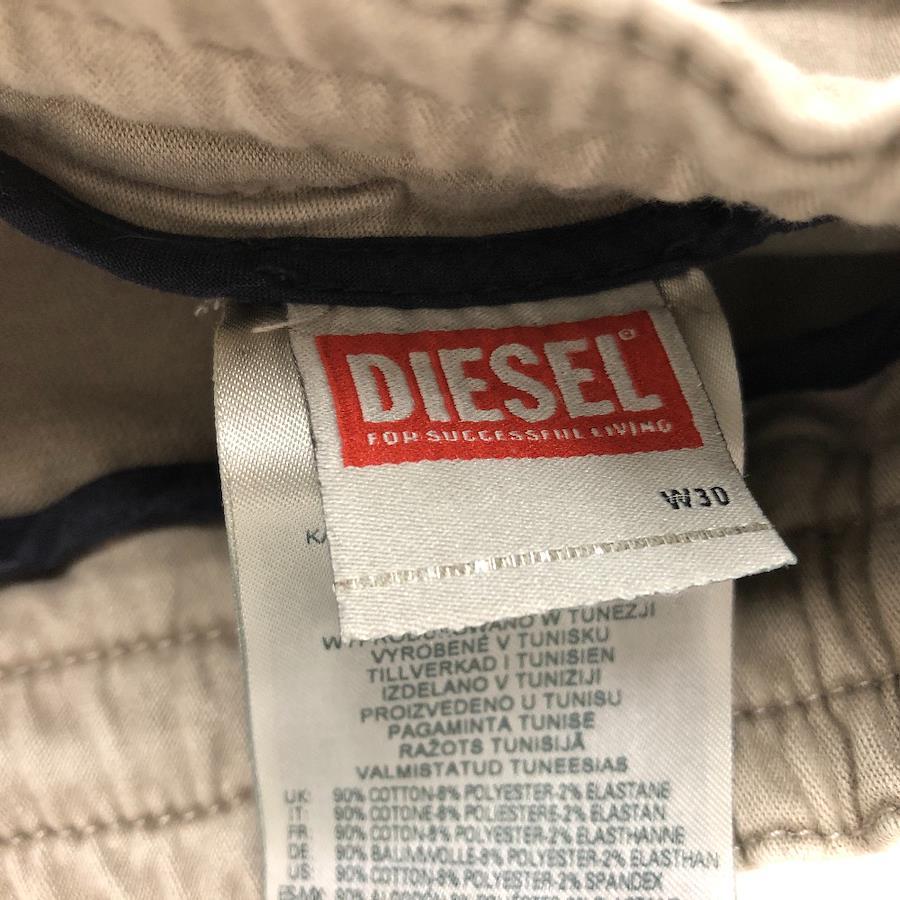 DIESEL®
FOR SUCCESSFUL LIVING
W30
WYPRODUKOWANO W TUNEZJI
VYROBENÉ V TUNISKU
TILLVERKAD I TUNISIEN
IZDELANO V TUNIZIJI
PROIZVEDENO U TUNISU
PAGAMINTA TUNISE
RAŽOTS TUNISIJĀ
VALMISTATUD TUNEESIAS
UK: 90% COTTON-8% POLYESTER-2% ELASTANE
IT: 90% COTONE-8% POLIESTERE-2% ELASTAN
FR: 90% COTON-8% POLYESTER-2% ELASTHANNE
DE: 90% BAUMWOLLE-8% POLYESTER-2% ELASTHAN
US: 90% COTTON-8% POLYESTER-2% SPANDEX